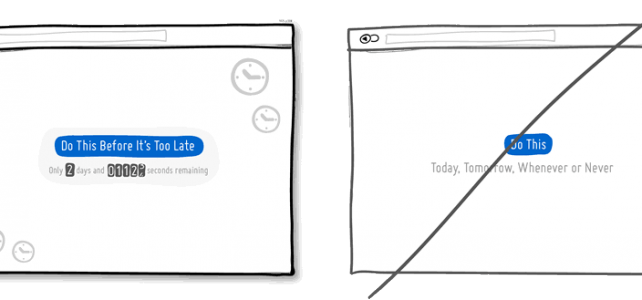 Do This Before It's Too Late
Only 2 days and 0112 seconds remaining
Do This
Today, Tomorrow, Whenever or Never